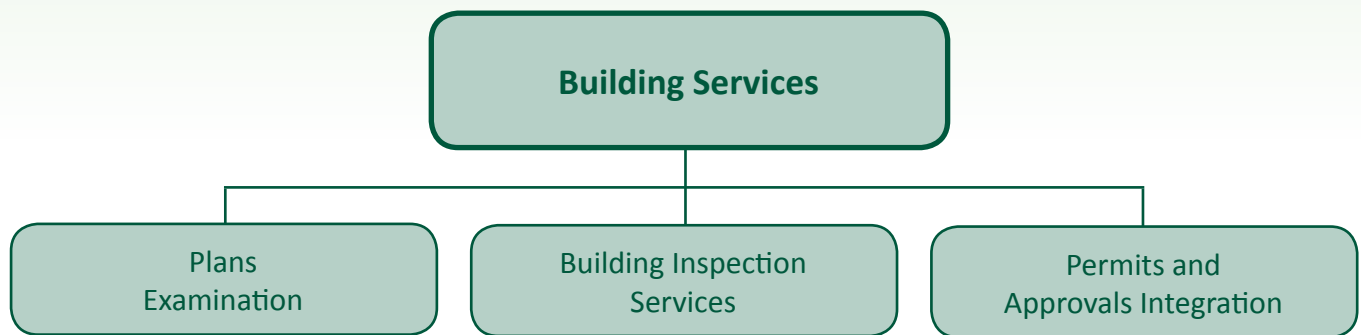 Building Services
Plans
Examination
Building Inspection
Services
Permits and
Approvals Integration